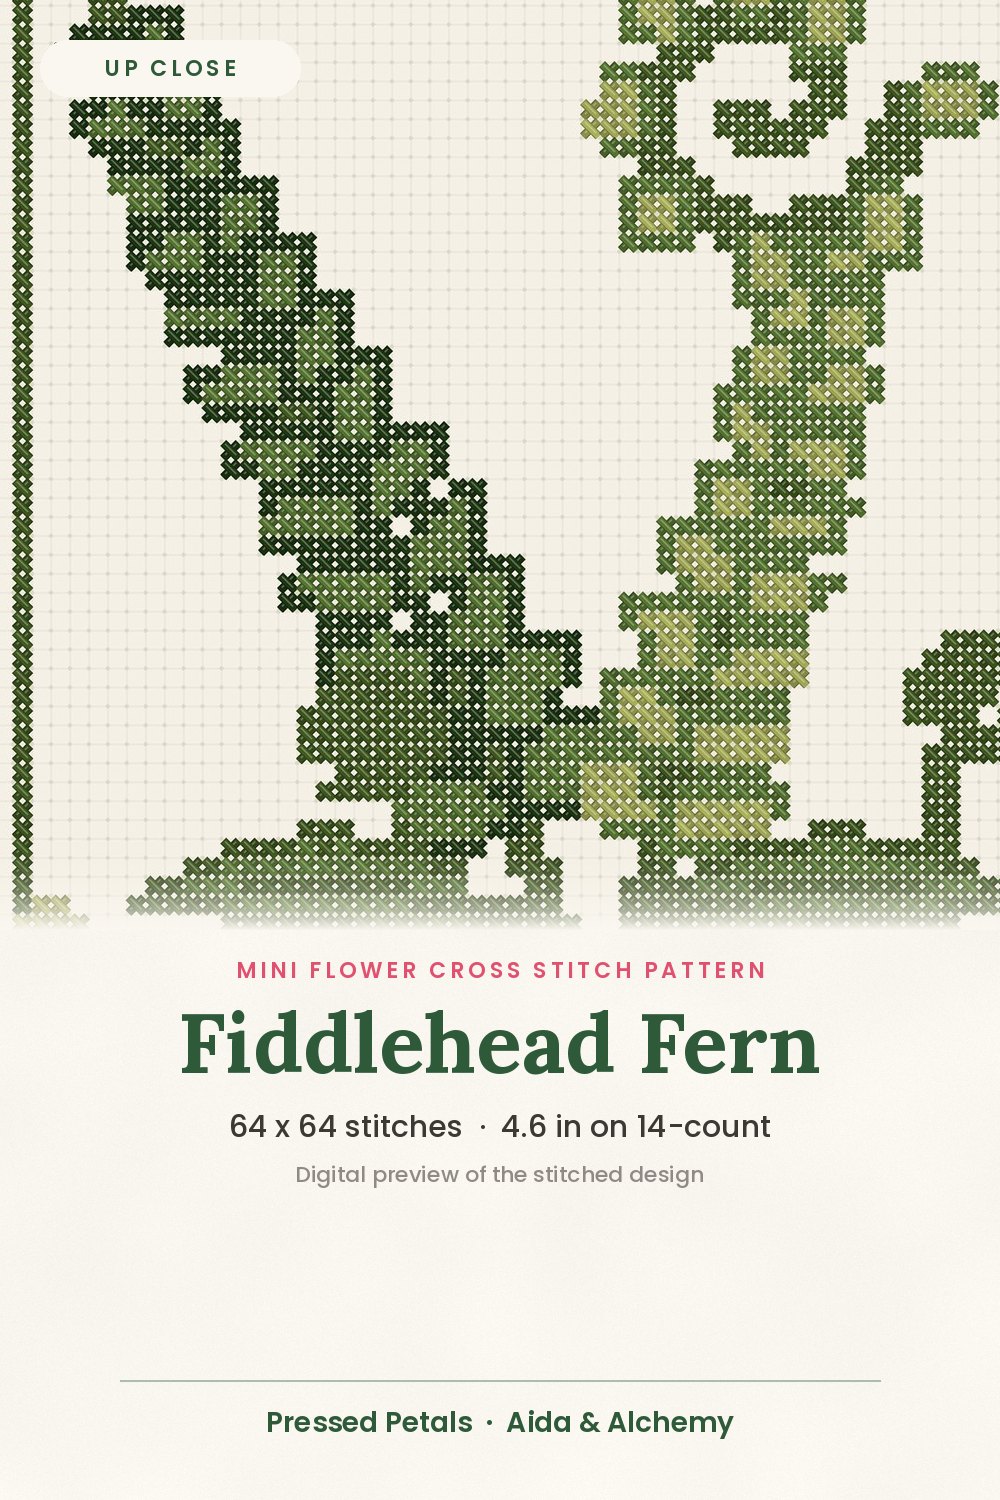 UP CLOSE
MINI FLOWER CROSS STITCH PATTERN
Fiddlehead Fern
64 x 64 stitches · 4.6 in on 14-count
Digital preview of the stitched design
Pressed Petals · Aida & Alchemy